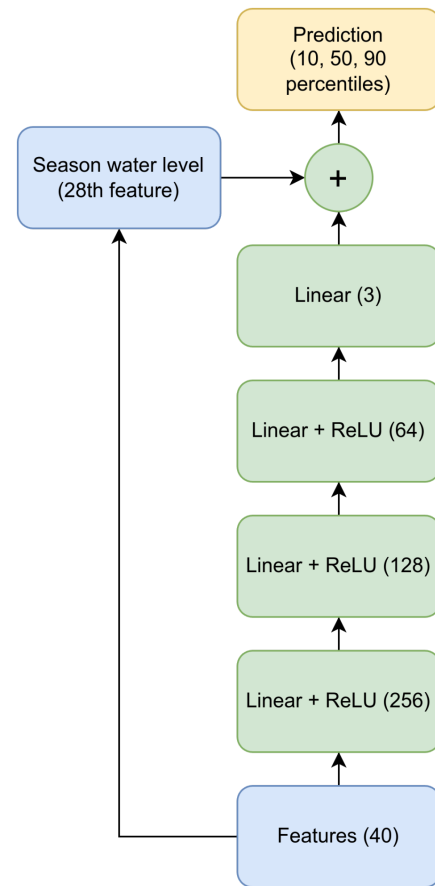 Prediction
(10, 50, 90
percentiles)
Season water level
(28th feature)
+
Linear (3)
Linear + ReLU (64)
Linear + ReLU (128)
Linear + ReLU (256)
Features (40)